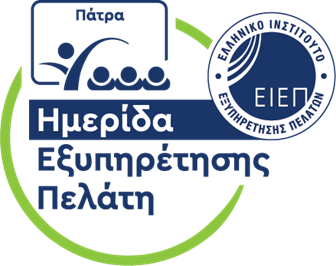 Πάτρα
ΕΛΛΗΝΙΚΟ ΙΝΣΤΙΤΟΥΤΟ
ΕΙΕΠ
ΕΞΥΠΗΡΕΤΗΣΗΣ ΠΕΛΑΤΩΝ
Ημερίδα
Εξυπηρέτησης
Πελάτη